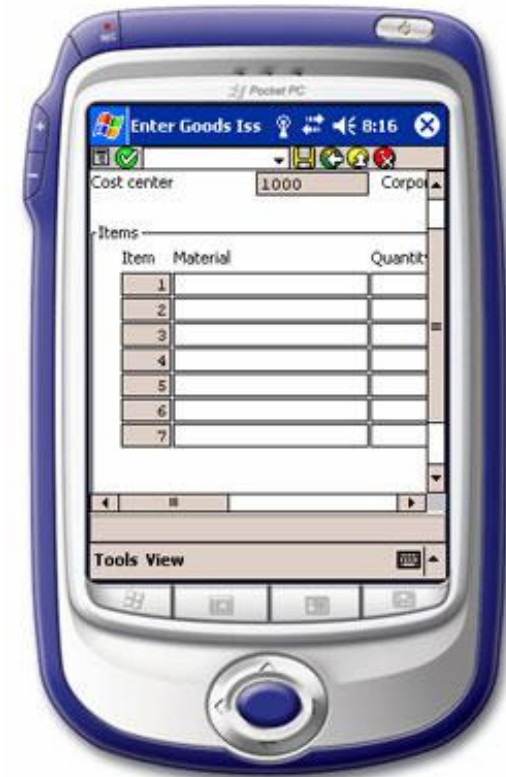 Pocket PC
Enter Goods Iss 8:16
Cost center 1000 Corpo
Items
Item Material Quantit
1
2
3
4
5
6
7
Tools View